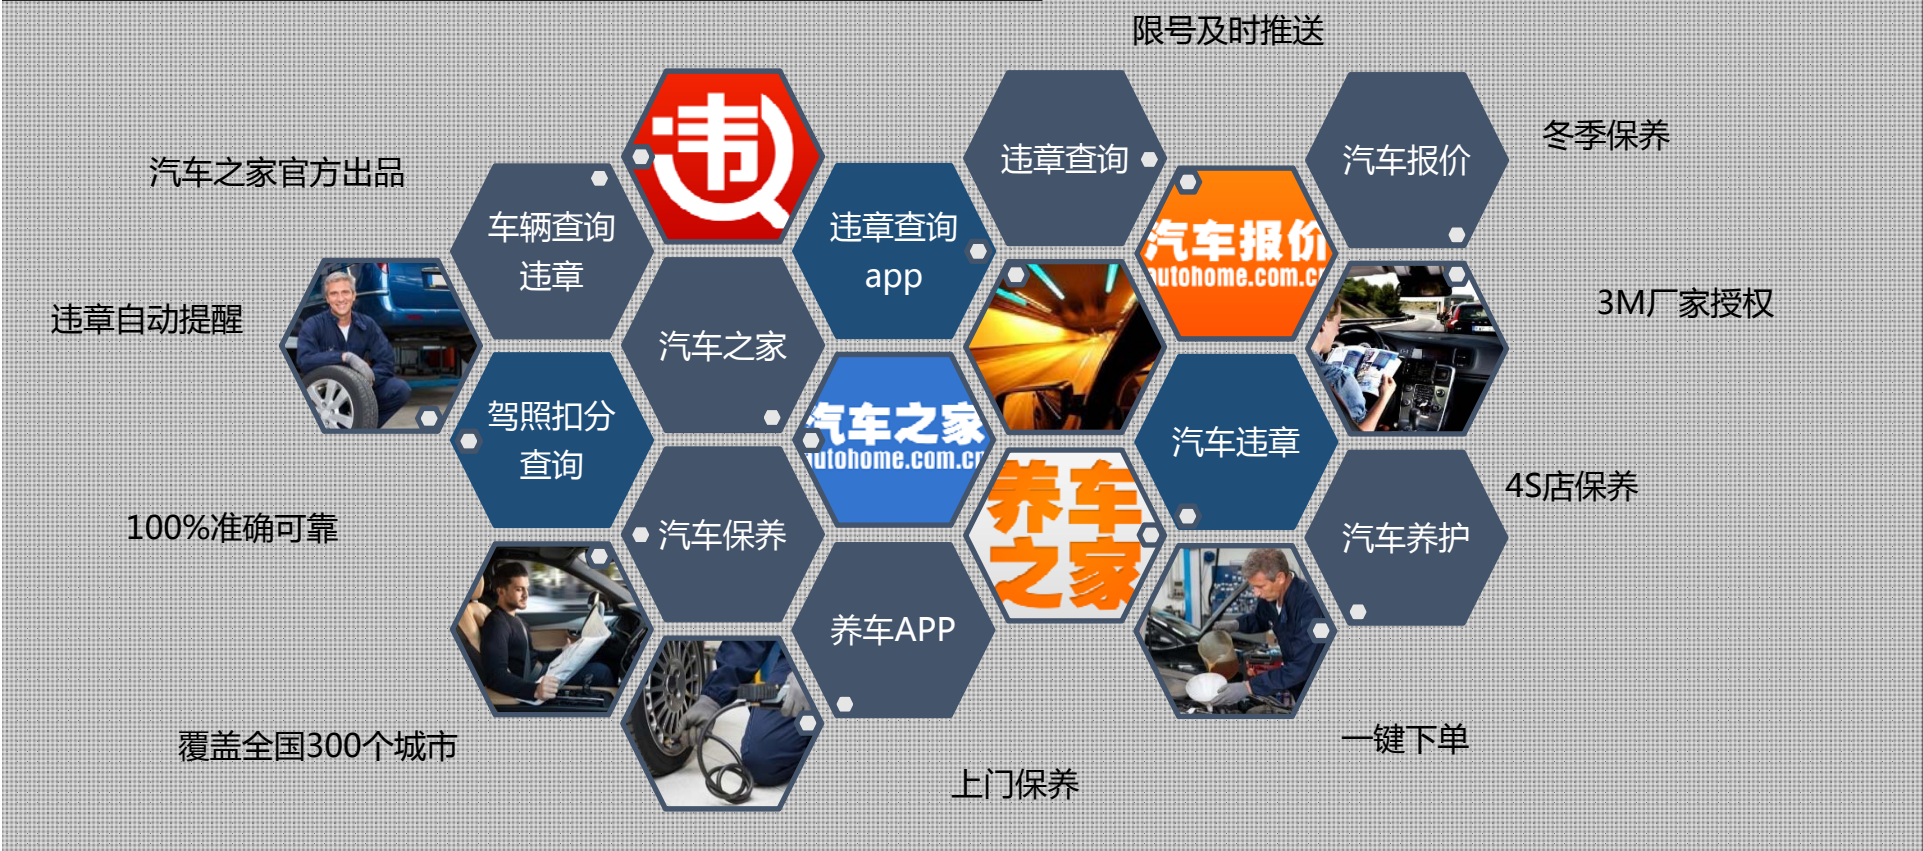 限号及时推送
冬季保养
汽车之家官方出品
违
违章查询
汽车报价
车辆查询
违章
违章查询
app
汽车报价
autohome.com.cn
违章自动提醒
3M厂家授权
汽车之家
驾照扣分
查询
汽车之家
autohome.com.cn
汽车违章
4S店保养
100%准确可靠
汽车保养
养车
之家
汽车养护
养车APP
覆盖全国300个城市
一键下单
上门保养